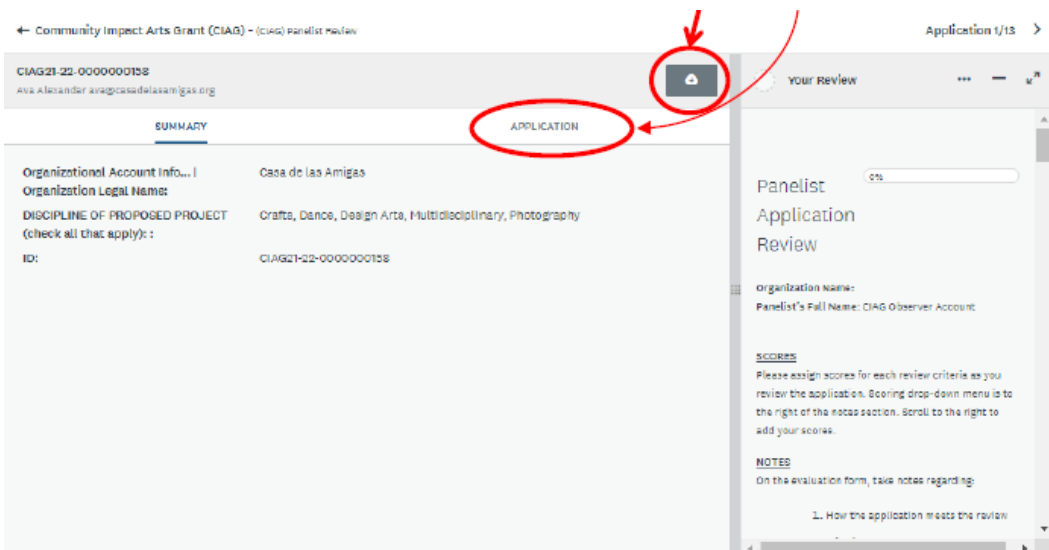 ← Community Impact Arts Grant (CIAG) - (CIAG) Panelist Review
Application 1/13
CIAG21-22-0000000158
Ava Alexandar ava@casadelasamigas.org
Your Review
SUMMARY
APPLICATION
Organizational Account Info... |
Organization Legal Name:
Casa de las Amigas
DISCIPLINE OF PROPOSED PROJECT
(check all that apply): :
Crafts, Dance, Design Arts, Multidisciplinary, Photography
ID:
CIAG21-22-0000000158
0%
Panelist
Application
Review
Organization Name:
Panelist's Full Name: CIAG Observer Account
SCORES
Please assign scores for each review criteria as you
review the application. Scoring drop-down menu is to
the right of the notes section. Scroll to the right to
add your scores.
NOTES
On the evaluation form, take notes regarding:
1. How the application meets the review